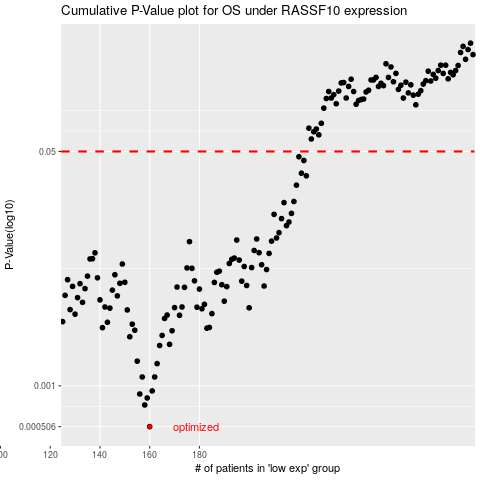 Cumulative P-Value plot for OS under RASSF10 expression
P-Value(log10)
0.05
0.001
0.000506
optimized
00 120 140 160 180
# of patients in 'low exp' group